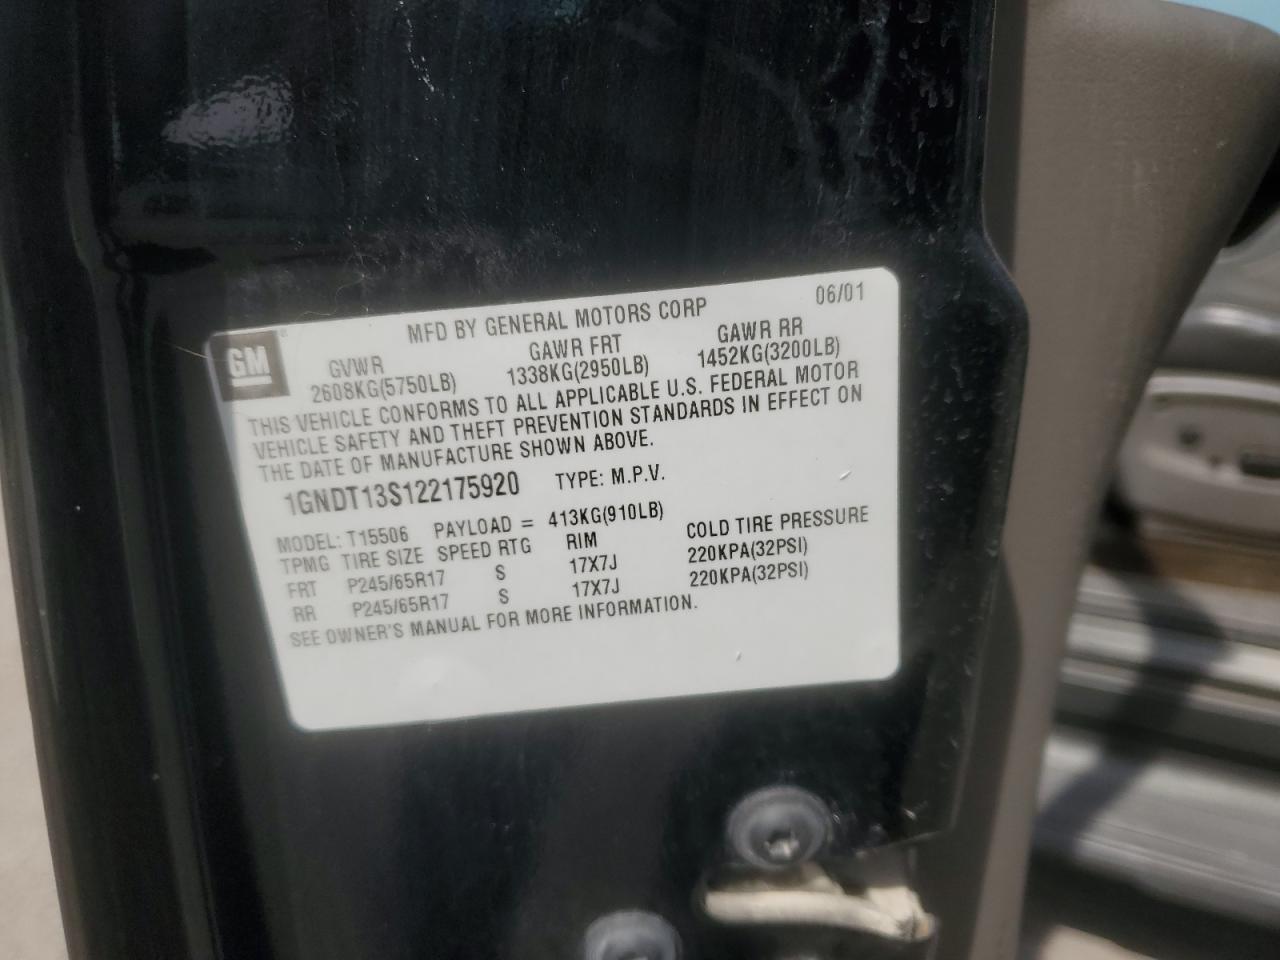 06/01
MFD BY GENERAL MOTORS CORP
GM®
GVWR GAWR FRT GAWR RR
2608KG(5750LB) 1338KG(2950LB) 1452KG(3200LB)
THIS VEHICLE CONFORMS TO ALL APPLICABLE U.S. FEDERAL MOTOR
VEHICLE SAFETY AND THEFT PREVENTION STANDARDS IN EFFECT ON
THE DATE OF MANUFACTURE SHOWN ABOVE.
1GNDT13S122175920 TYPE: M.P.V.
MODEL: T15506 PAYLOAD = 413KG(910LB)
TPMG TIRE SIZE SPEED RTG RIM COLD TIRE PRESSURE
FRT P245/65R17 S 17X7J 220KPA(32PSI)
RR P245/65R17 S 17X7J 220KPA(32PSI)
SEE OWNER'S MANUAL FOR MORE INFORMATION.